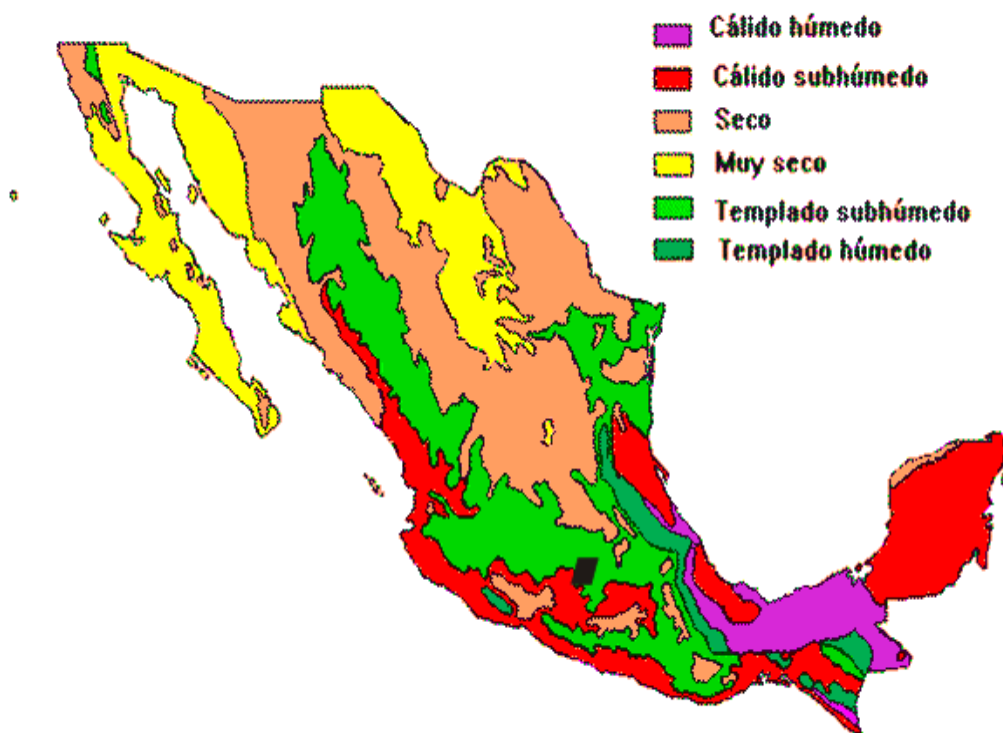 Cálido húmedo
Cálido subhúmedo
Seco
Muy seco
Templado subhúmedo
Templado húmedo